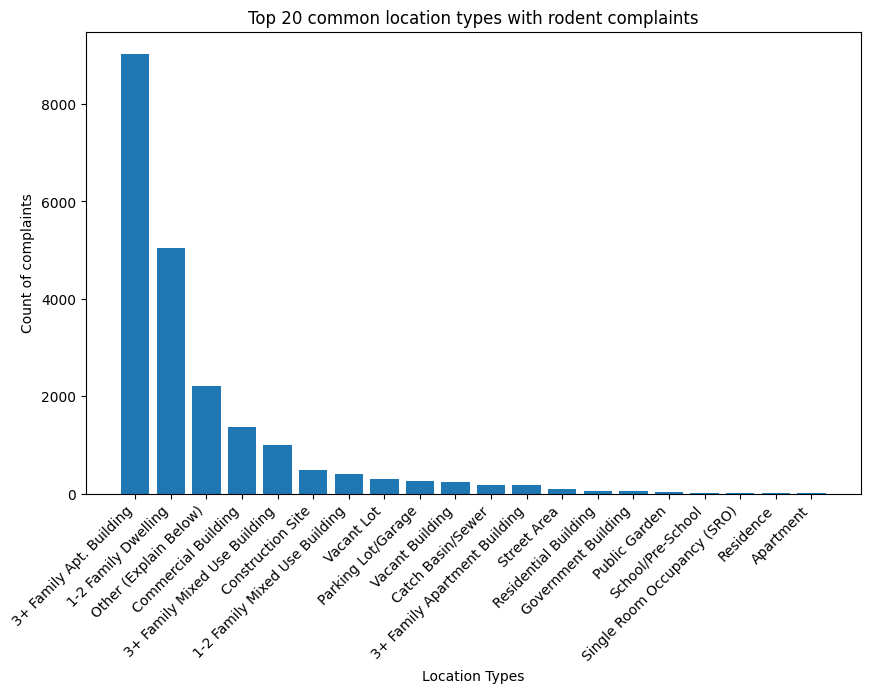 Top 20 common location types with rodent complaints
Count of complaints
8000
6000
4000
2000
0
3+ Family Apt. Building
1-2 Family Dwelling
Other (Explain Below)
Commercial Building
3+ Family Mixed Use Building
Construction Site
1-2 Family Mixed Use Building
Vacant Lot
Parking Lot/Garage
Vacant Building
Catch Basin/Sewer
3+ Family Apartment Building
Street Area
Residential Building
Government Building
Public Garden
School/Pre-School
Single Room Occupancy (SRO)
Residence
Apartment
Location Types